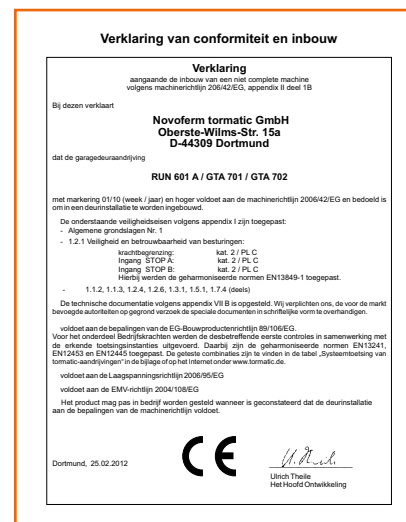 Verklaring van conformiteit en inbouw
Verklaring
aangaande de inbouw van een niet complete machine
volgens machinerichtlijn 206/42/EG, appendix II deel 1B
Bij dezen verklaart
Novoferm tormatic GmbH
Oberste-Wilms-Str. 15a
D-44309 Dortmund
dat de garagedeuraandrijving
RUN 601 A / GTA 701 / GTA 702
met markering 01/10 (week / jaar) en hoger voldoet aan de machinerichtlijn 2006/42/EG en bedoeld is
om in een deurinstallatie te worden ingebouwd.
De onderstaande veiligheidseisen volgens appendix I zijn toegepast:
- Algemene grondslagen Nr. 1
- 1.2.1 Veiligheid en betrouwbaarheid van besturingen:
krachtbegrenzing: kat. 2 / PL C
Ingang STOP A: kat. 2 / PL C
Ingang STOP B: kat. 2 / PL C
Hierbij werden de geharmoniseerde normen EN13849-1 toegepast.
- 1.1.2, 1.1.3, 1.2.4, 1.2.6, 1.3.1, 1.5.1, 1.7.4 (deels)
De technische documentatie volgens appendix VII B is opgesteld. Wij verplichten ons, de voor de markt
bevoegde autoriteiten op gegrond verzoek de speciale documenten in schriftelijke vorm te overhandigen.
voldoet aan de bepalingen van de EG-Bouwproductenrichtlijn 89/106/EG.
Voor het onderdeel Bedrijfskrachten werden de desbetreffende eerste controles in samenwerking met
de erkende toetsingsinstanties uitgevoerd. Daarbij zijn de geharmoniseerde normen EN13241,
EN12453 en EN12445 toegepast. De geteste combinaties zijn te vinden in de tabel „Systeemtoetsing van
tormatic-aandrijvingen" in de bijlage of op het Internet onder www.tormatic.de.
voldoet aan de Laagspanningsrichtlijn 2006/95/EG
voldoet aan de EMV-richtlijn 2004/108/EG
Het product mag pas in bedrijf worden gesteld wanneer is geconstateerd dat de deurinstallatie
aan de bepalingen van de machinerichtlijn voldoet.
CE
Dortmund, 25.02.2012
Ulrich Theile
Het Hoofd Ontwikkeling